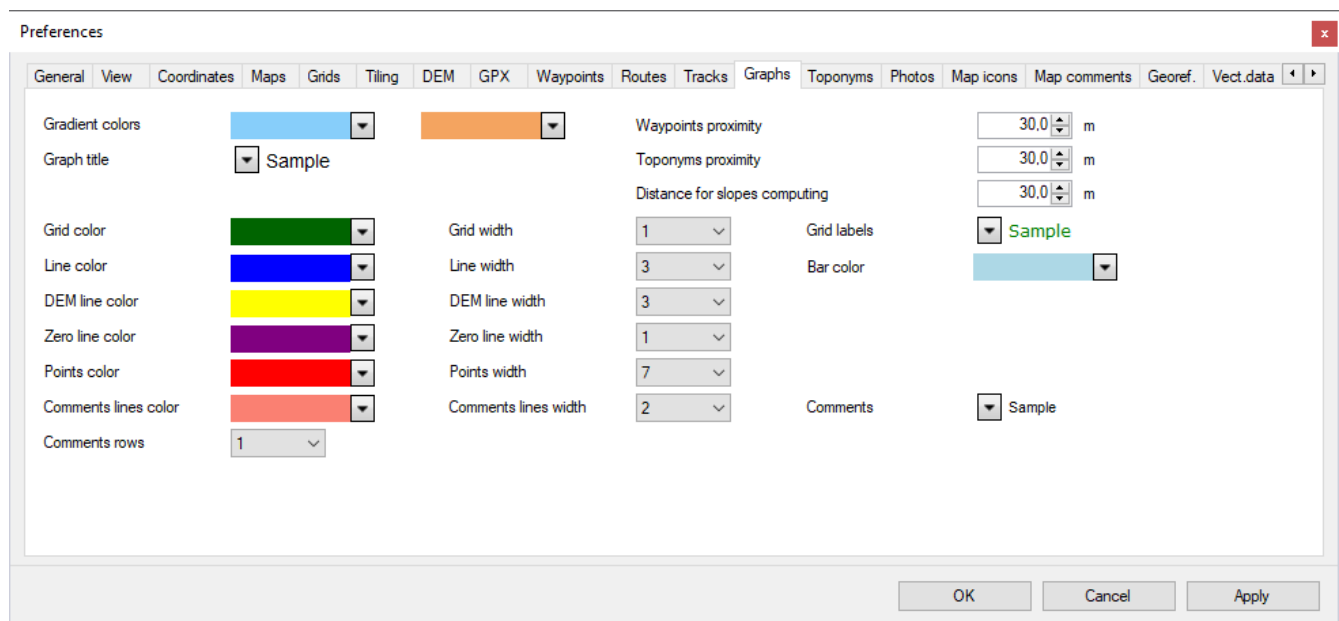 Preferences
x
General View Coordinates Maps Grids Tiling DEM GPX Waypoints Routes Tracks Graphs Toponyms Photos Map icons Map comments Georef. Vect.data
Gradient colors Waypoints proximity 30,0 m
Graph title Sample Toponyms proximity 30,0 m
Distance for slopes computing 30,0 m
Grid color Grid width 1 Grid labels Sample
Line color Line width 3 Bar color
DEM line color DEM line width 3
Zero line color Zero line width 1
Points color Points width 7
Comments lines color Comments lines width 2 Comments Sample
Comments rows 1
OK Cancel Apply